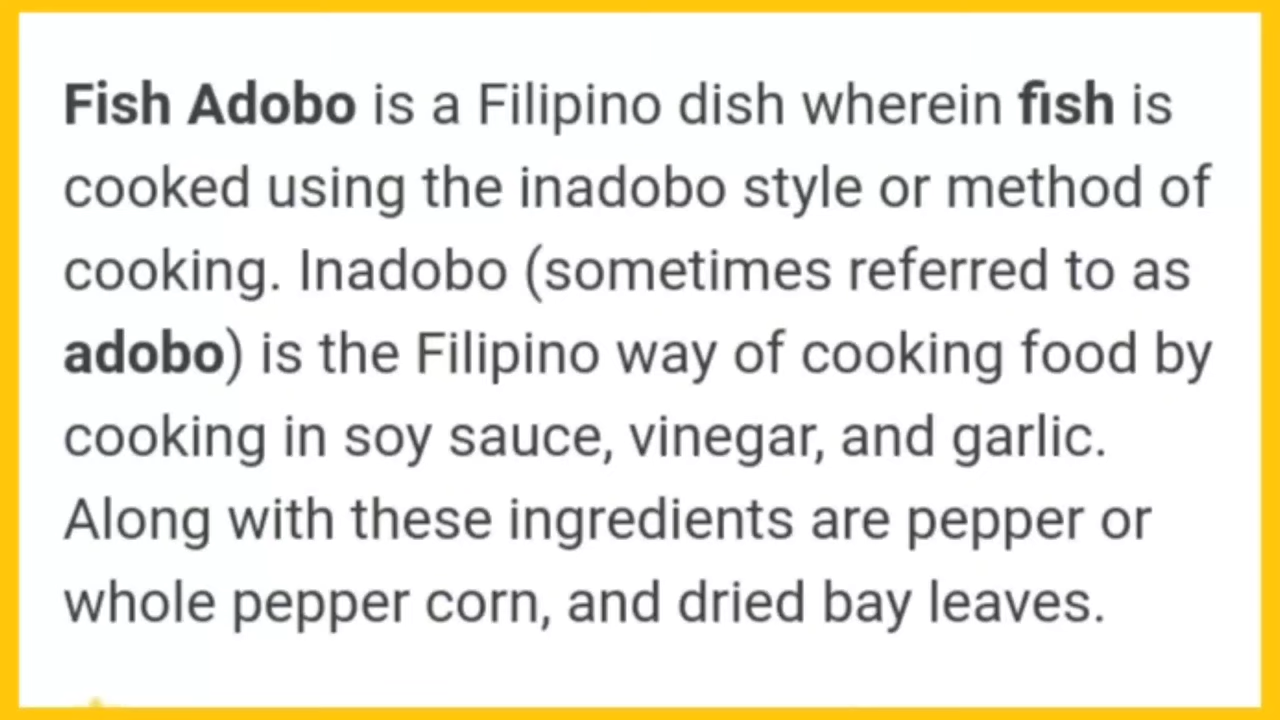 Fish Adobo is a Filipino dish wherein fish is
cooked using the inadobo style or method of
cooking. Inadobo (sometimes referred to as
adobo) is the Filipino way of cooking food by
cooking in soy sauce, vinegar, and garlic.
Along with these ingredients are pepper or
whole pepper corn, and dried bay leaves.